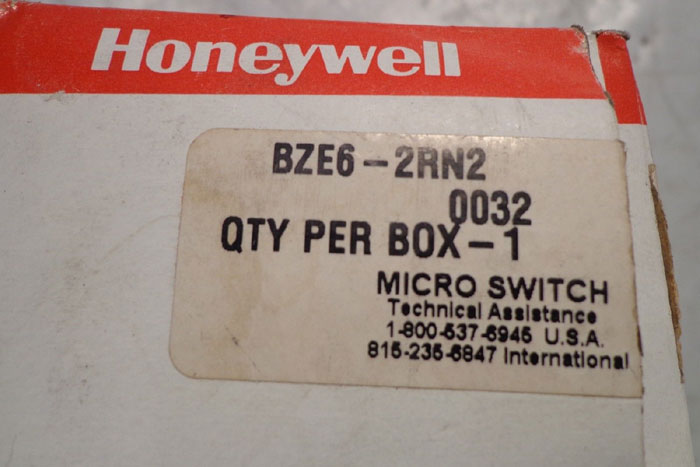 Honeywell
BZE6-2RN2
0032
QTY PER BOX-1
MICRO SWITCH
Technical Assistance
1-800-537-6945 U.S.A.
815-235-6847 International